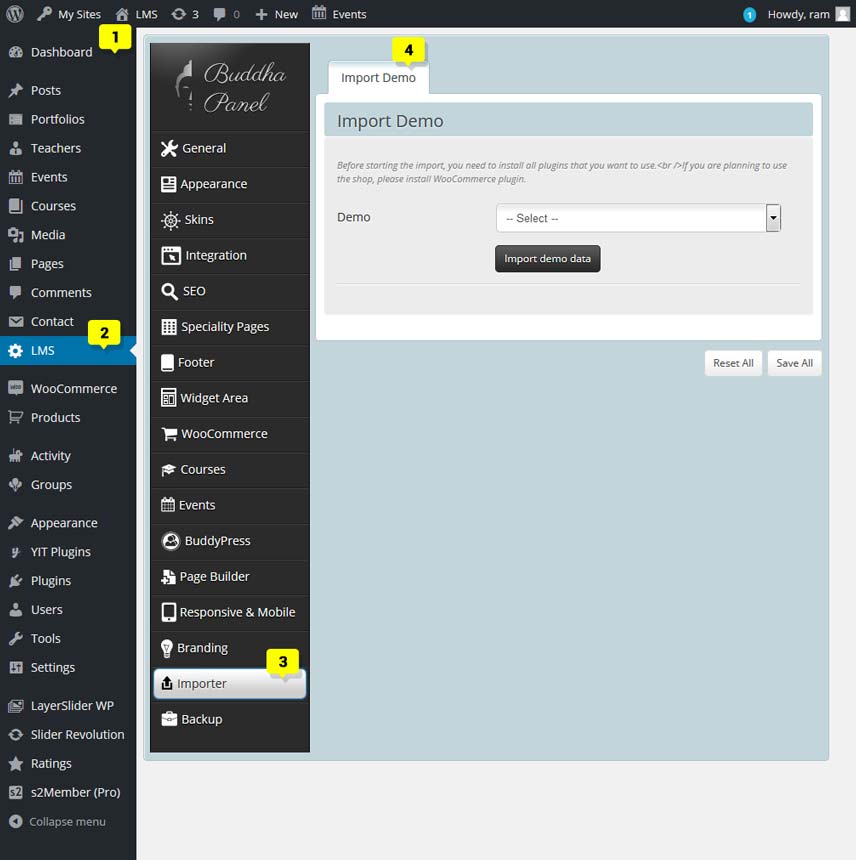 My Sites LMS 3 0 New Events 1 Howdy, ram
1
Dashboard
Posts
Portfolios
Teachers
Events
Courses
Media
Pages
Comments
Contact
2
LMS
WooCommerce
Products
Activity
Groups
Appearance
YIT Plugins
Plugins
Users
Tools
Settings
LayerSlider WP
Slider Revolution
Ratings
s2 s2Member (Pro)
Collapse menu
Buddha
Panel
General
Appearance
Skins
Integration
SEO
Speciality Pages
Footer
Widget Area
WooCommerce
Courses
Events
BuddyPress
Page Builder
Responsive & Mobile
Branding
3
Importer
Backup
4
Import Demo
Import Demo
Before starting the import, you need to install all plugins that you want to use.<br />If you are planning to use
the shop, please install WooCommerce plugin.
Demo -- Select --
Import demo data
Reset All Save All